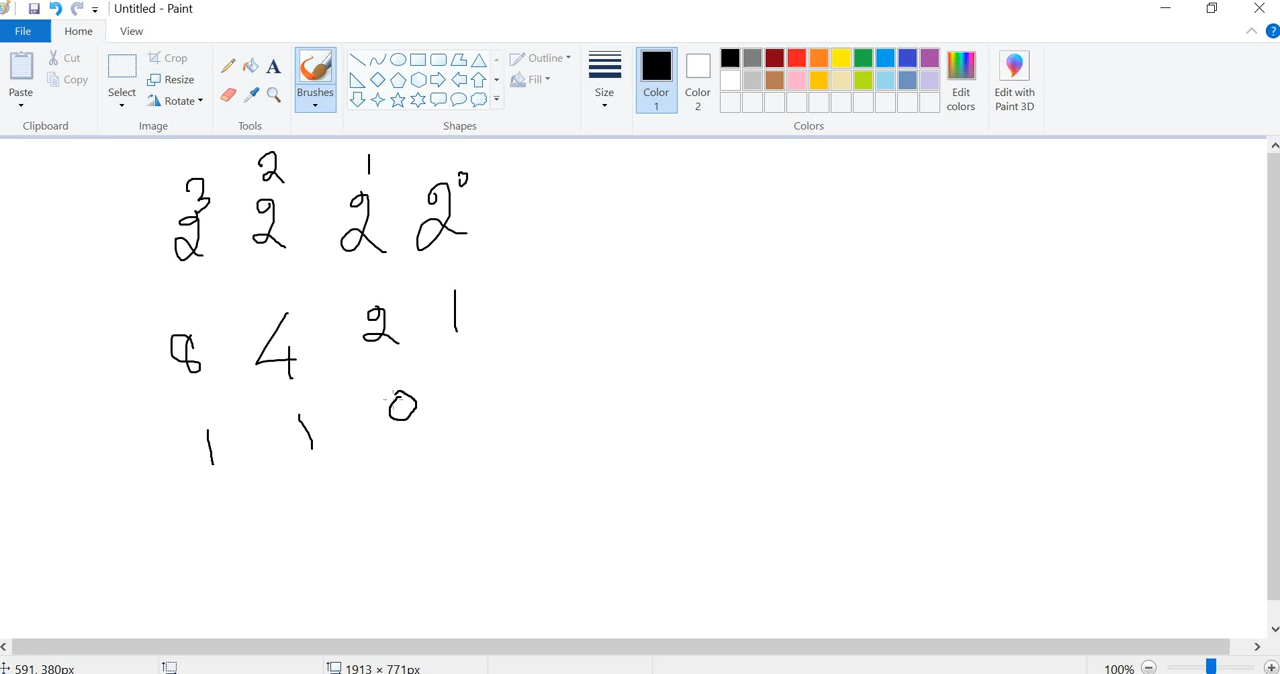 Untitled - Paint
File Home View
Paste Cut Copy
Select Crop Resize Rotate
A
Brushes
Outline
Fill
Size
Color 1 Color 2
Edit colors
Edit with Paint 3D
Clipboard Image Tools Shapes Colors
3 2 1 0
2 2 2 2
8 4 2 1
1 1 0
591, 380px 1913 × 771px 100%